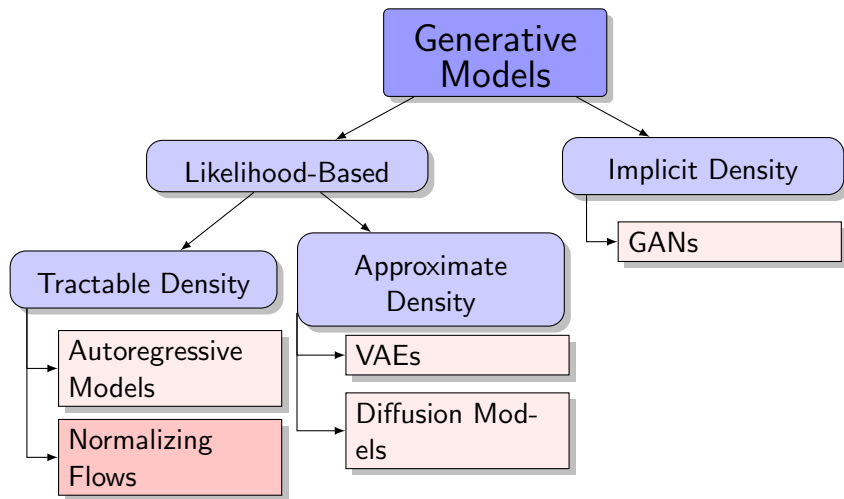 Generative
Models
Likelihood-Based
Implicit Density
GANs
Tractable Density
Approximate
Density
Autoregressive
Models
VAEs
Normalizing
Flows
Diffusion Mod-
els